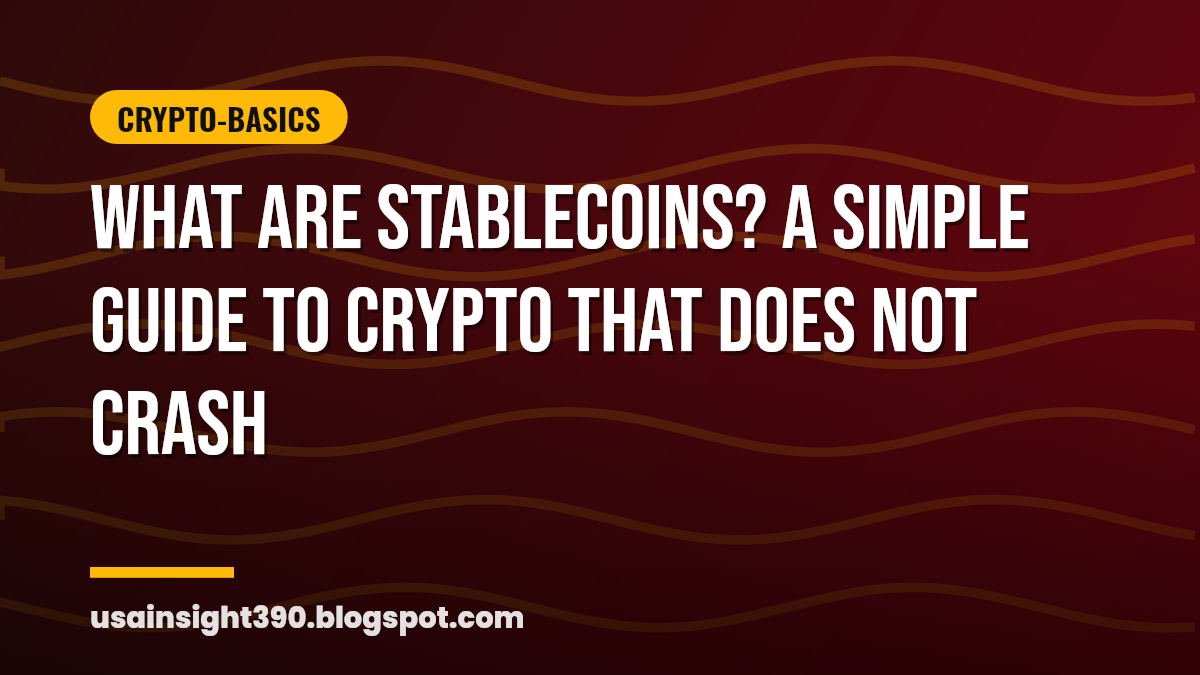 CRYPTO-BASICS
WHAT ARE STABLECOINS? A SIMPLE
GUIDE TO CRYPTO THAT DOES NOT
CRASH
usainsight390.blogspot.com